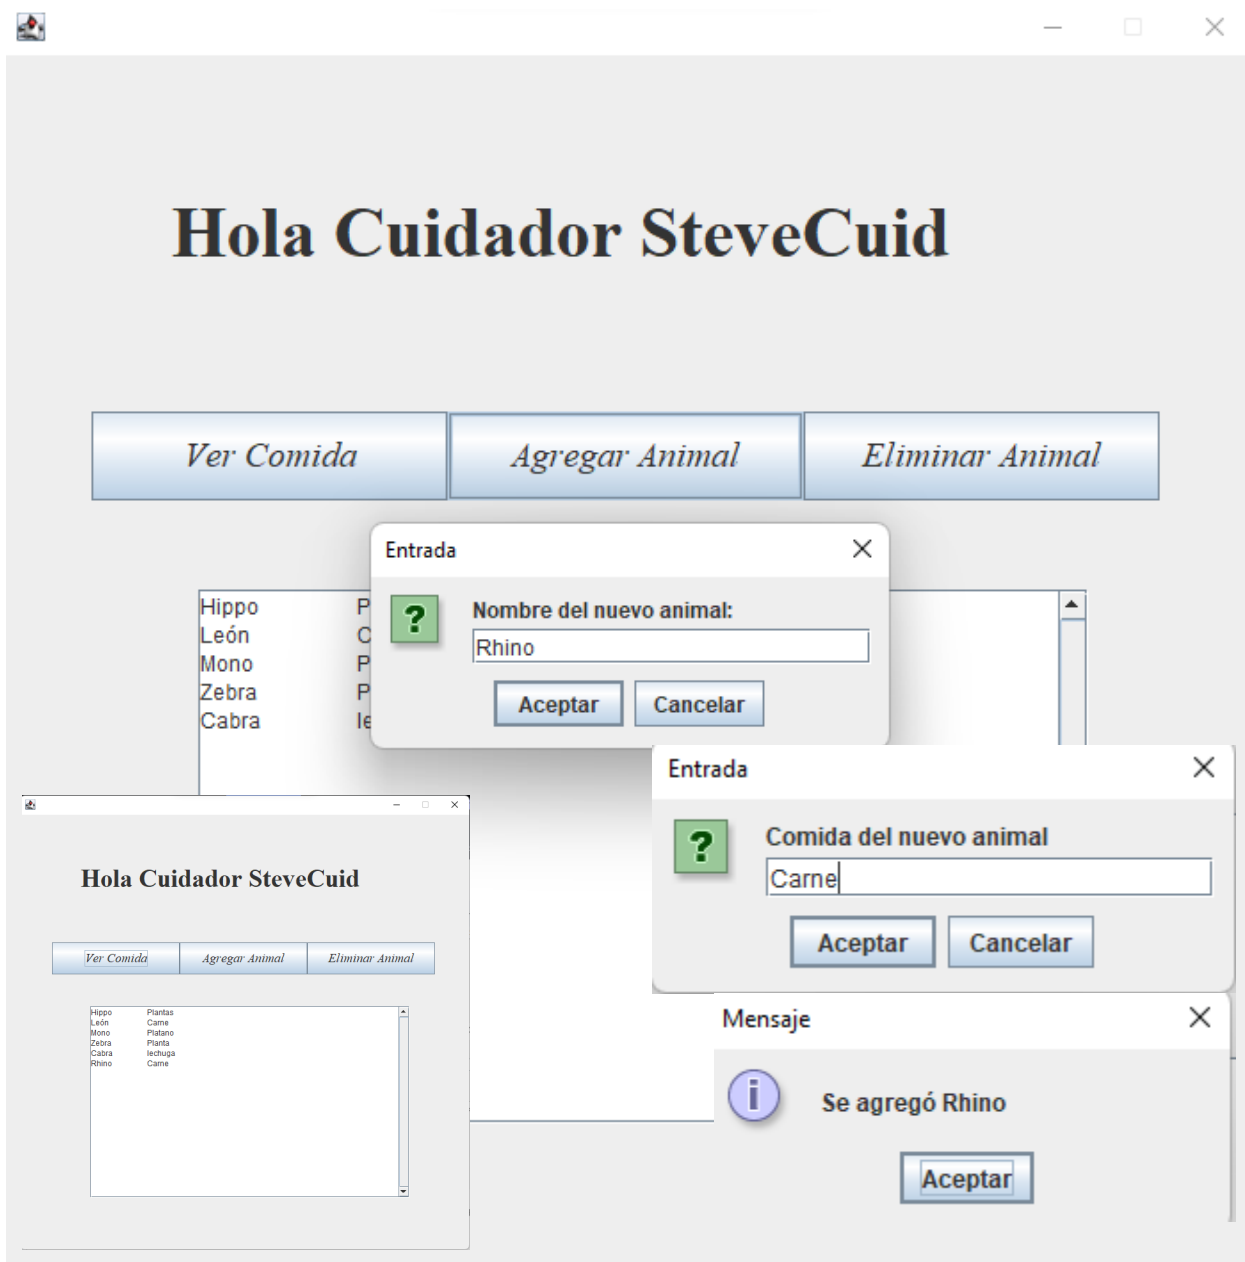 Hola Cuidador SteveCuid
Ver Comida Agregar Animal Eliminar Animal
Entrada
Nombre del nuevo animal:
Rhino
Aceptar Cancelar
Hippo P
León C
Mono P
Zebra P
Cabra le
Entrada
Comida del nuevo animal
Carne
Aceptar Cancelar
Mensaje
Se agregó Rhino
Aceptar
Hola Cuidador SteveCuid
Ver Comida Agregar Animal Eliminar Animal
Hippo Plantas
León Carne
Mono Platano
Zebra Planta
Cabra lechuga
Rhino Carne